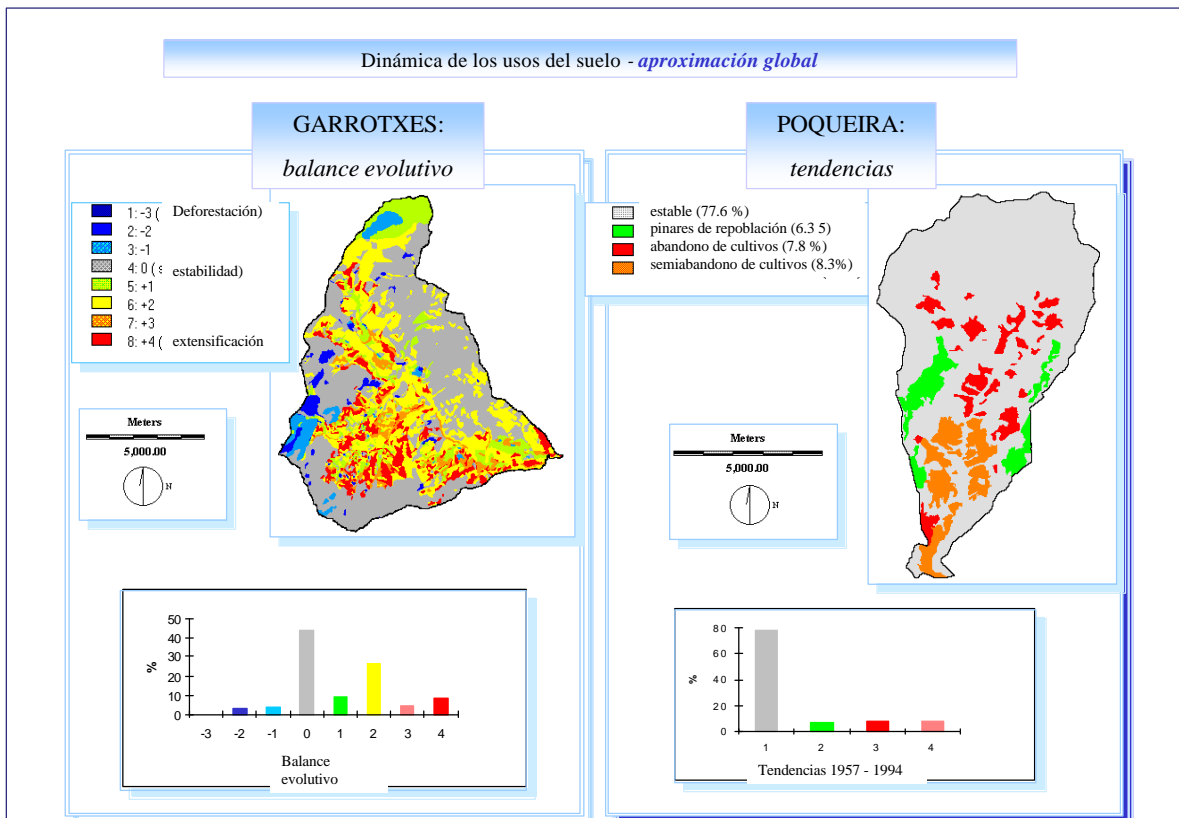 Dinámica de los usos del suelo - aproximación global
GARROTXES:
balance evolutivo
1: -3 ( Deforestación)
2: -2
3: -1
4: 0 ( estabilidad)
5: +1
6: +2
7: +3
8: +4 ( extensificación
Meters
5,000.00
N
50
40
30
20
10
0
%
-3 -2 -1 0 1 2 3 4
Balance
evolutivo
POQUEIRA:
tendencias
estable (77.6 %)
pinares de repoblación (6.3 5)
abandono de cultivos (7.8 %)
semiabandono de cultivos (8.3%)
Meters
5,000.00
N
80
60
40
20
0
%
1 2 3 4
Tendencias 1957 - 1994